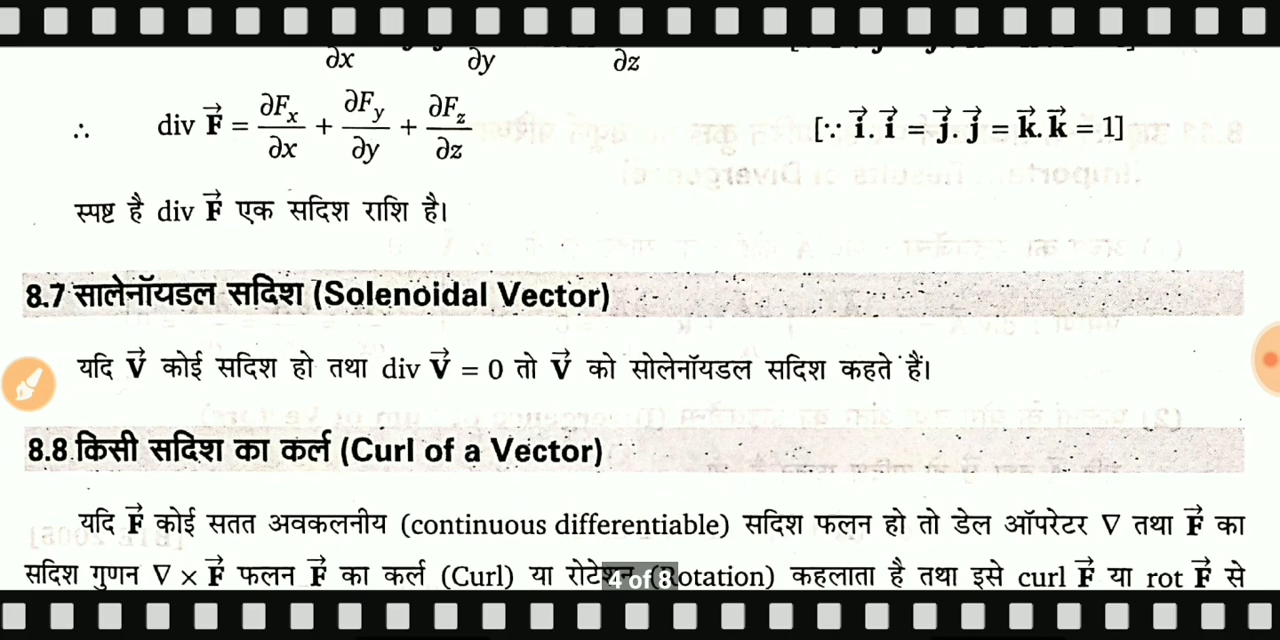 ∂x ∂y ∂z
∴ div F⃗ = ∂Fₓ/∂x + ∂F_y/∂y + ∂F_z/∂z [∵ i⃗. i⃗ = j⃗. j⃗ = k⃗. k⃗ = 1]
स्पष्ट है div F⃗ एक सदिश राशि है।
8.7 सालेनॉयडल सदिश (Solenoidal Vector)
यदि V⃗ कोई सदिश हो तथा div V⃗ = 0 तो V⃗ को सोलेनॉयडल सदिश कहते हैं।
8.8 किसी सदिश का कर्ल (Curl of a Vector)
यदि F⃗ कोई सतत अवकलनीय (continuous differentiable) सदिश फलन हो तो डेल ऑपरेटर ∇ तथा F⃗ का
सदिश गुणन ∇ × F⃗ फलन F⃗ का कर्ल (Curl) या रोटेशन (Rotation) कहलाता है तथा इसे curl F⃗ या rot F⃗ से
4 of 8